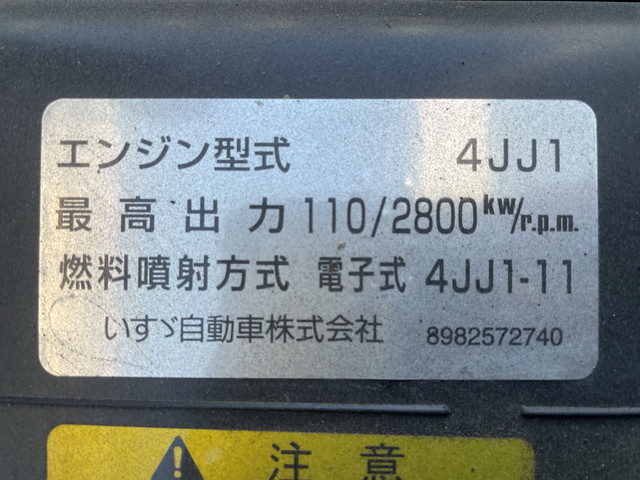 エンジン型式 4JJ1
最高出力 110/2800 kw/r.p.m.
燃料噴射方式 電子式 4JJ1-11
いすゞ自動車株式会社 8982572740
注意